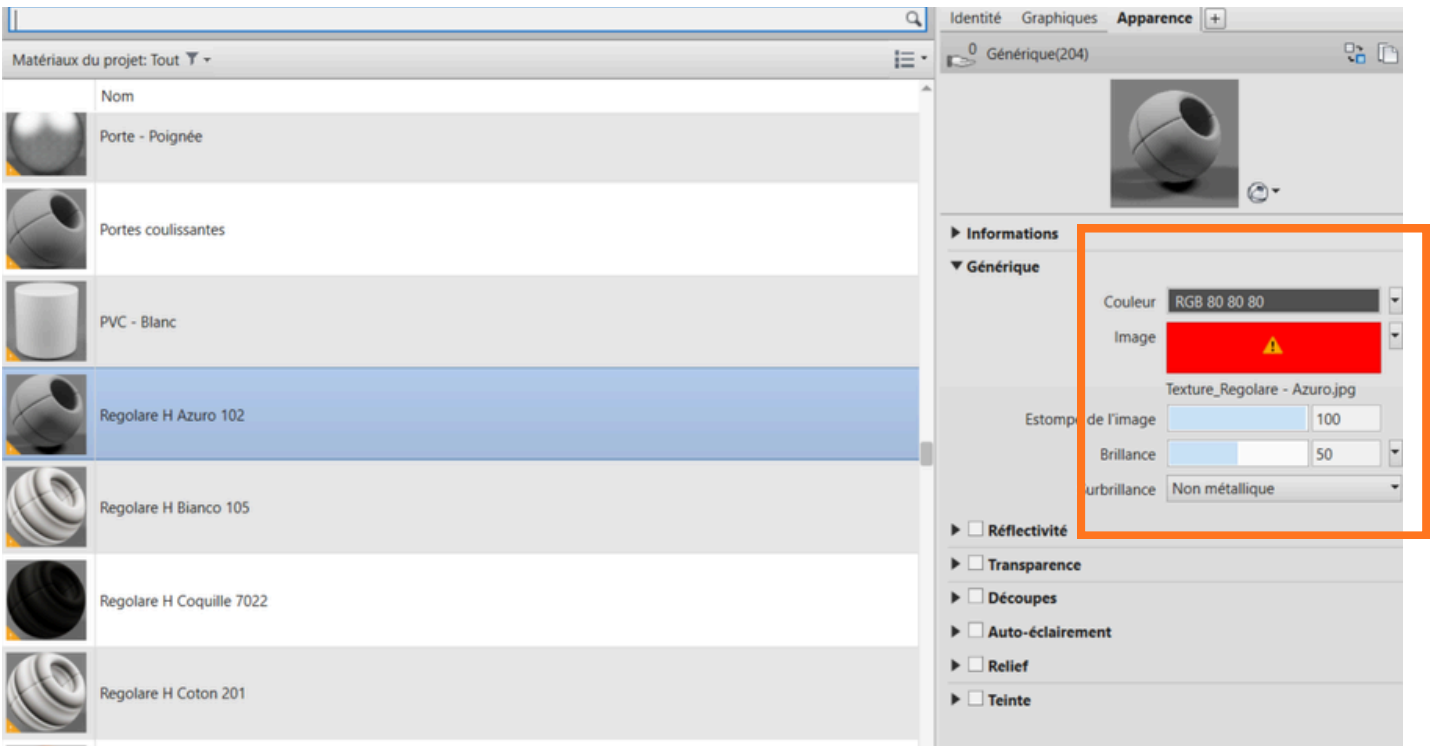 Matériaux du projet: Tout
Nom
Porte - Poignée
Portes coulissantes
PVC - Blanc
Regolare H Azuro 102
Regolare H Bianco 105
Regolare H Coquille 7022
Regolare H Coton 201
Identité Graphiques Apparence +
0 Générique(204)
Informations
Générique
Couleur RGB 80 80 80
Image
Texture_Regolare - Azuro.jpg
Estompe de l'image 100
Brillance 50
urbrillance Non métallique
Réflectivité
Transparence
Découpes
Auto-éclairement
Relief
Teinte